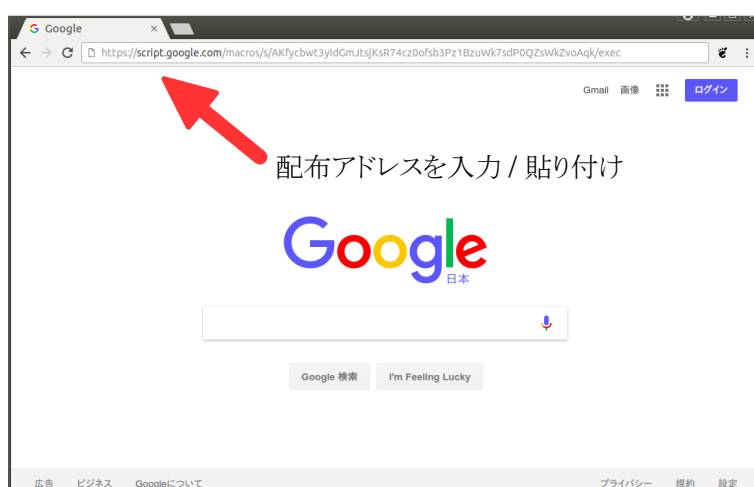 Google
https://script.google.com/macros/s/AKfycbwt3yIdGmJtsjKsR74cz0ofsb3Pz1BzuWk7sdP0QZsWkZvoAqk/exec
Gmail 画像 ログイン
配布アドレスを入力 / 貼り付け
Google
日本
Google 検索 I'm Feeling Lucky
広告 ビジネス Googleについて プライバシー 規約 設定